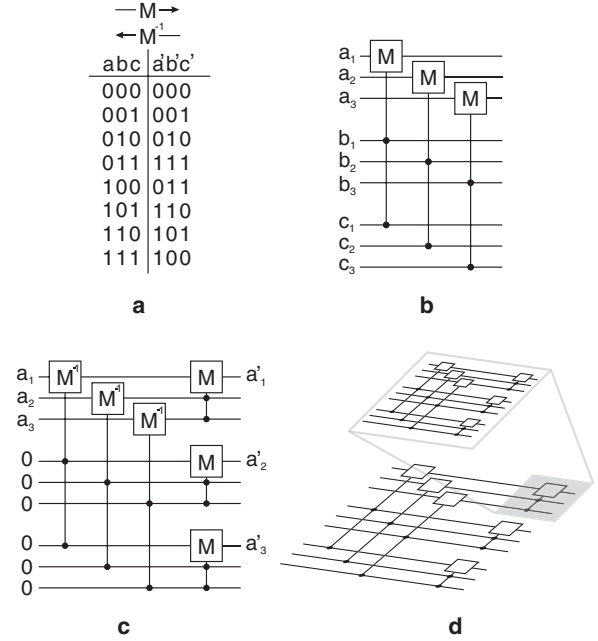 M
M⁻¹
abc a'b'c'
000 000
001 001
010 010
011 111
100 011
101 110
110 101
111 100
a
a₁ M
a₂ M
a₃ M
b₁
b₂
b₃
c₁
c₂
c₃
b
a₁ M⁻¹ M a'₁
a₂ M⁻¹
a₃ M⁻¹
0 M a'₂
0
0
0 M a'₃
0
0
c
d